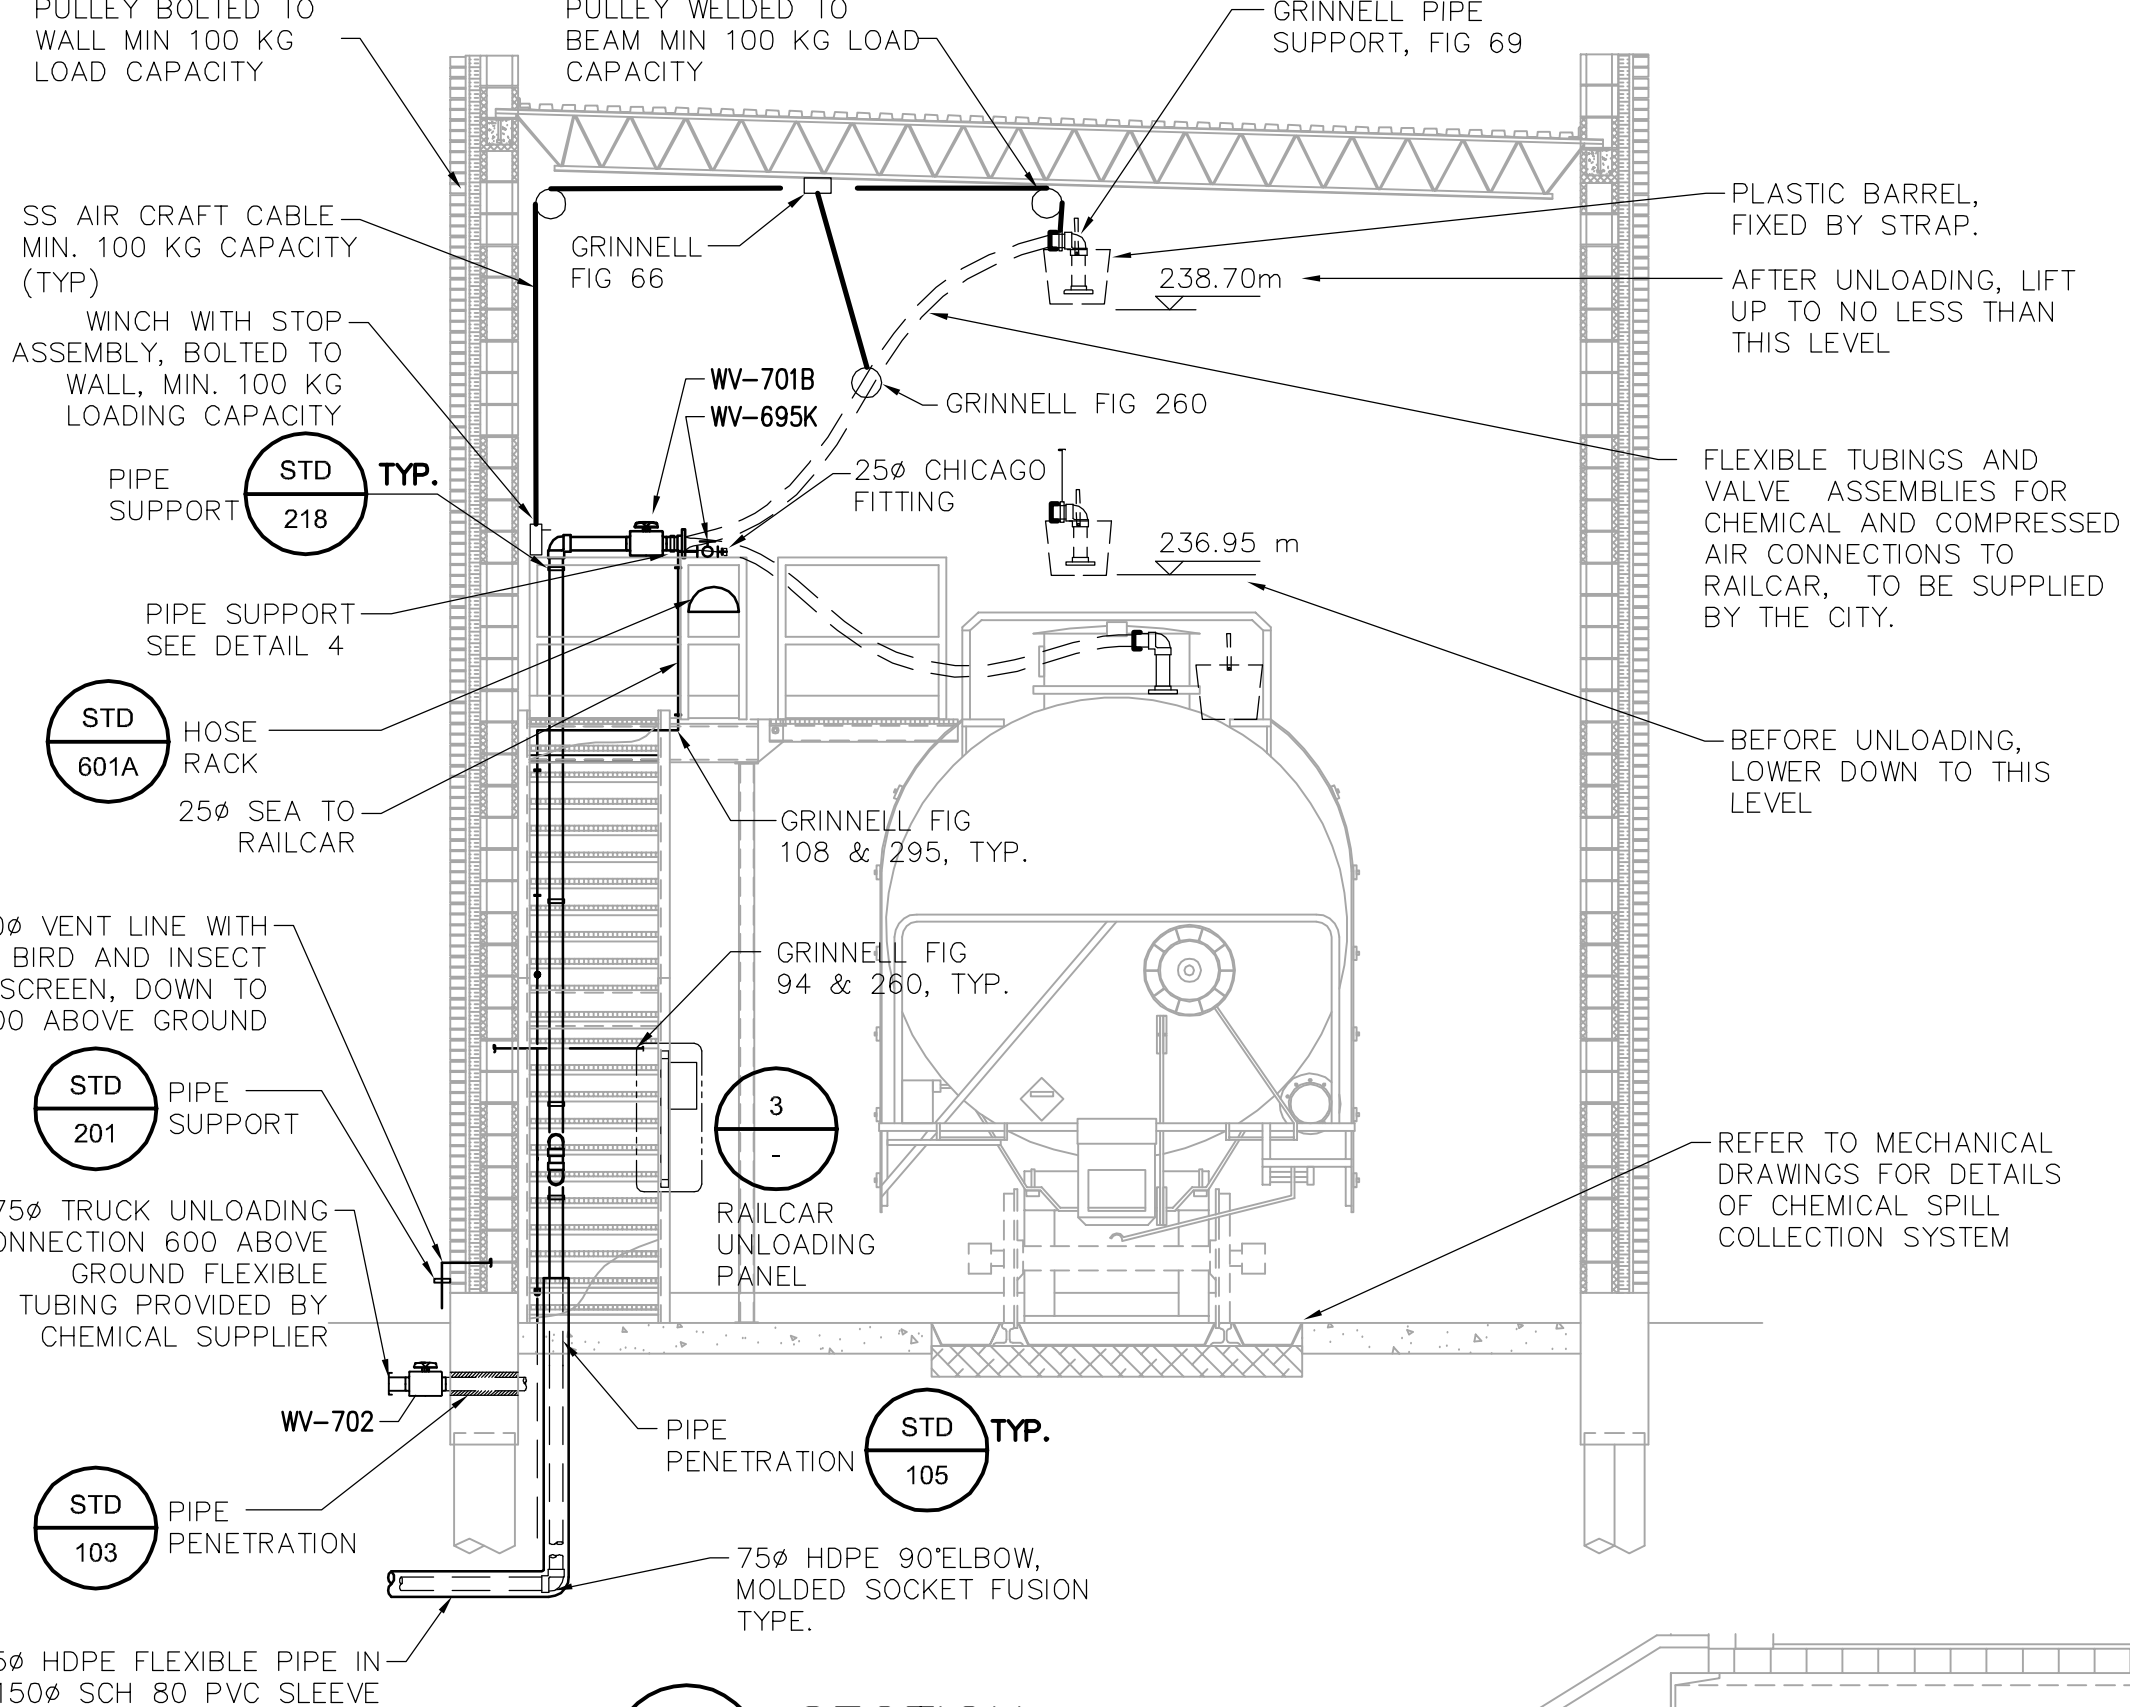 PULLEY BOLTED TO
WALL MIN 100 KG
LOAD CAPACITY
PULLEY WELDED TO
BEAM MIN 100 KG LOAD
CAPACITY
GRINNELL PIPE
SUPPORT, FIG 69
SS AIR CRAFT CABLE
MIN. 100 KG CAPACITY
(TYP)
GRINNELL
FIG 66
PLASTIC BARREL,
FIXED BY STRAP.
238.70m
AFTER UNLOADING, LIFT
UP TO NO LESS THAN
THIS LEVEL
WINCH WITH STOP
ASSEMBLY, BOLTED TO
WALL, MIN. 100 KG
LOADING CAPACITY
WV-701B
WV-695K
GRINNELL FIG 260
PIPE
SUPPORT
STD
218
TYP.
25ø CHICAGO
FITTING
FLEXIBLE TUBINGS AND
VALVE ASSEMBLIES FOR
CHEMICAL AND COMPRESSED
AIR CONNECTIONS TO
RAILCAR, TO BE SUPPLIED
BY THE CITY.
236.95 m
PIPE SUPPORT
SEE DETAIL 4
STD
601A
HOSE
RACK
BEFORE UNLOADING,
LOWER DOWN TO THIS
LEVEL
25ø SEA TO
RAILCAR
GRINNELL FIG
108 & 295, TYP.
0ø VENT LINE WITH
BIRD AND INSECT
SCREEN, DOWN TO
00 ABOVE GROUND
GRINNELL FIG
94 & 260, TYP.
STD
201
PIPE
SUPPORT
3
-
RAILCAR
UNLOADING
PANEL
REFER TO MECHANICAL
DRAWINGS FOR DETAILS
OF CHEMICAL SPILL
COLLECTION SYSTEM
75ø TRUCK UNLOADING
ONNECTION 600 ABOVE
GROUND FLEXIBLE
TUBING PROVIDED BY
CHEMICAL SUPPLIER
WV-702
PIPE
PENETRATION
STD
105
TYP.
STD
103
PIPE
PENETRATION
75ø HDPE 90°ELBOW,
MOLDED SOCKET FUSION
TYPE.
5ø HDPE FLEXIBLE PIPE IN
150ø SCH 80 PVC SLEEVE